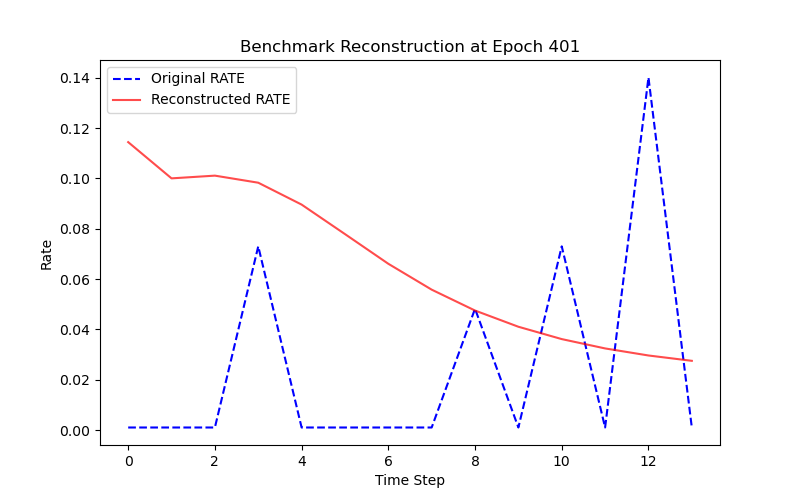 Benchmark Reconstruction at Epoch 401
Original RATE
Reconstructed RATE
0.14
0.12
0.10
0.08
0.06
0.04
0.02
0.00
Rate
0 2 4 6 8 10 12
Time Step